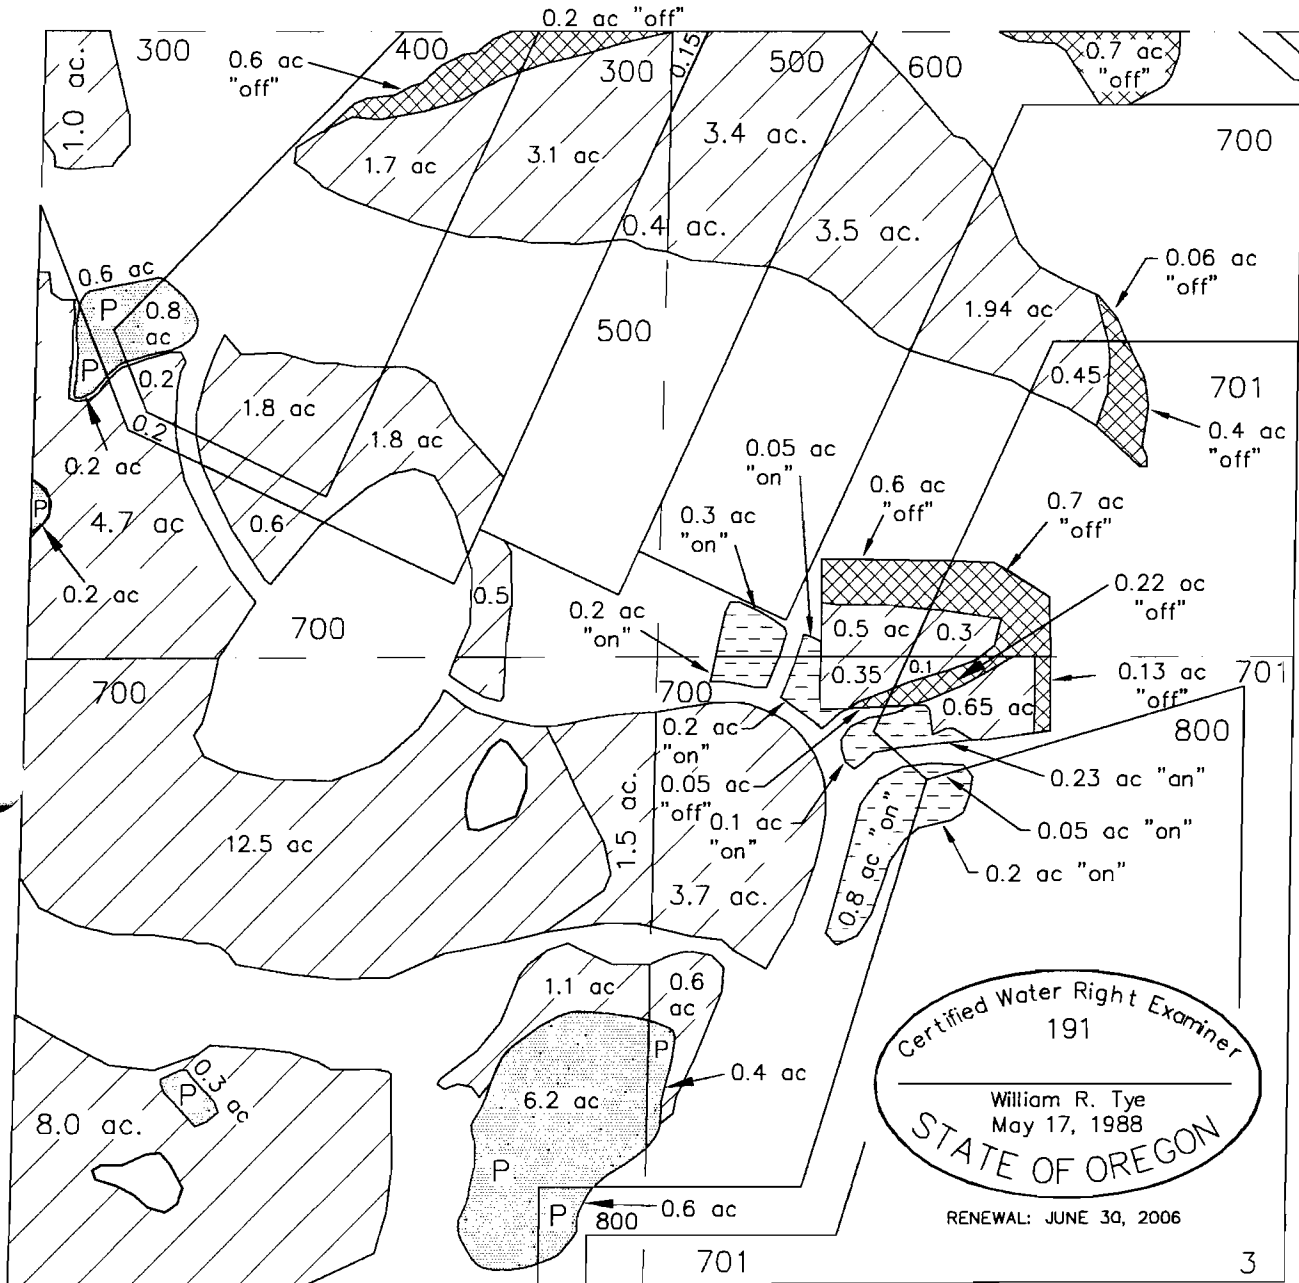 0.2 ac "off"
300
400
0.6 ac
"off"
300
0.15
500
600
0.7 ac
"off"
1.0 ac.
700
3.4 ac.
1.7 ac
3.1 ac
0.4 ac.
3.5 ac.
0.06 ac
"off"
0.6 ac
P
0.8
ac
1.94 ac
500
P
0.2
0.45
701
1.8 ac
0.2
1.8 ac
0.4 ac
"off"
0.2 ac
0.05 ac
"on"
0.6 ac
"off"
0.7 ac
"off"
P
4.7 ac
0.6
0.3 ac
"on"
0.22 ac
"off"
0.2 ac
0.5
0.2 ac
"on"
700
0.5 ac
0.3
0.35
0.1
0.13 ac
"off"
701
700
700
0.65 ac
800
0.2 ac
"on"
0.23 ac "an"
0.05 ac
"off"
0.1 ac
"on"
0.05 ac "on"
12.5 ac
1.5 ac.
3.7 ac.
0.8 ac "on"
0.2 ac "on"
1.1 ac
0.6
ac
Certified Water Right Examiner
191
William R. Tye
May 17, 1988
STATE OF OREGON
RENEWAL: JUNE 30, 2006
P
0.4 ac
0.3 ac
P
6.2 ac
8.0 ac.
P
P
800
0.6 ac
701
3